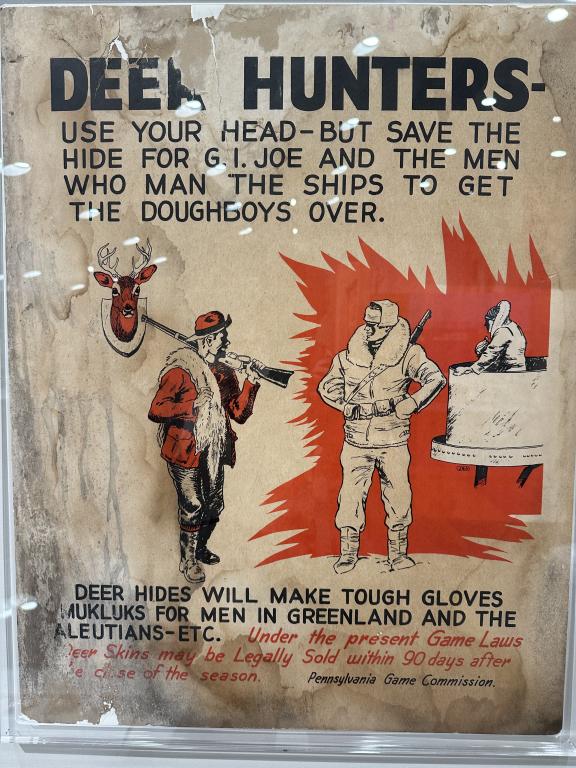 DEER HUNTERS-
USE YOUR HEAD-BUT SAVE THE
HIDE FOR G.I. JOE AND THE MEN
WHO MAN THE SHIPS TO GET
THE DOUGHBOYS OVER.
DEER HIDES WILL MAKE TOUGH GLOVES
MUKLUKS FOR MEN IN GREENLAND AND THE
ALEUTIANS-ETC. Under the present Game Laws
Deer Skins may be Legally Sold within 90 days after
the close of the season. Pennsylvania Game Commission.